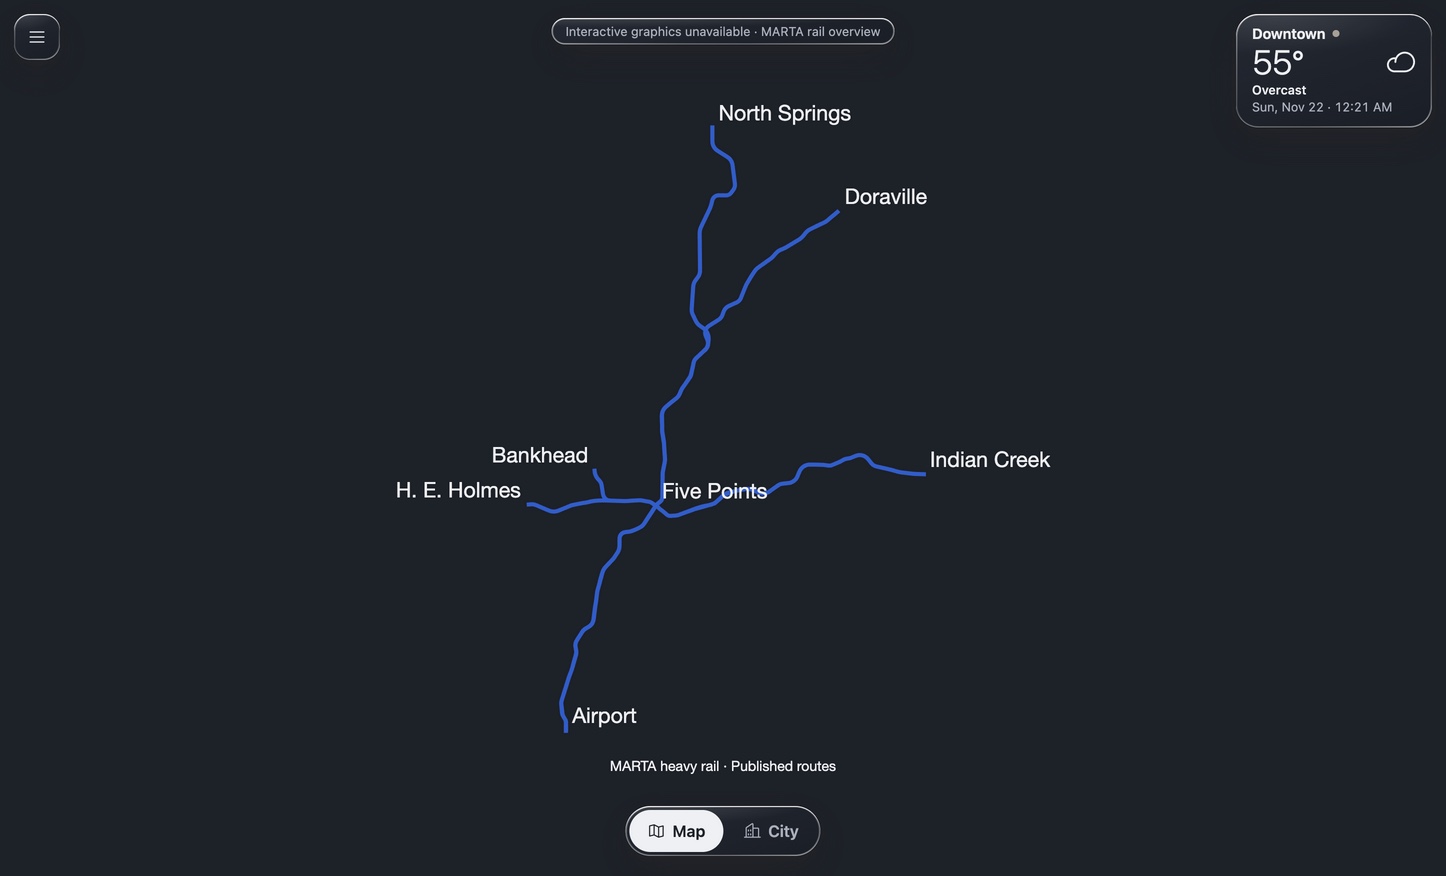 Interactive graphics unavailable · MARTA rail overview
Downtown
55°
Overcast
Sun, Nov 22 · 12:21 AM
North Springs
Doraville
Bankhead
Indian Creek
H. E. Holmes
Five Points
Airport
MARTA heavy rail · Published routes
Map
City